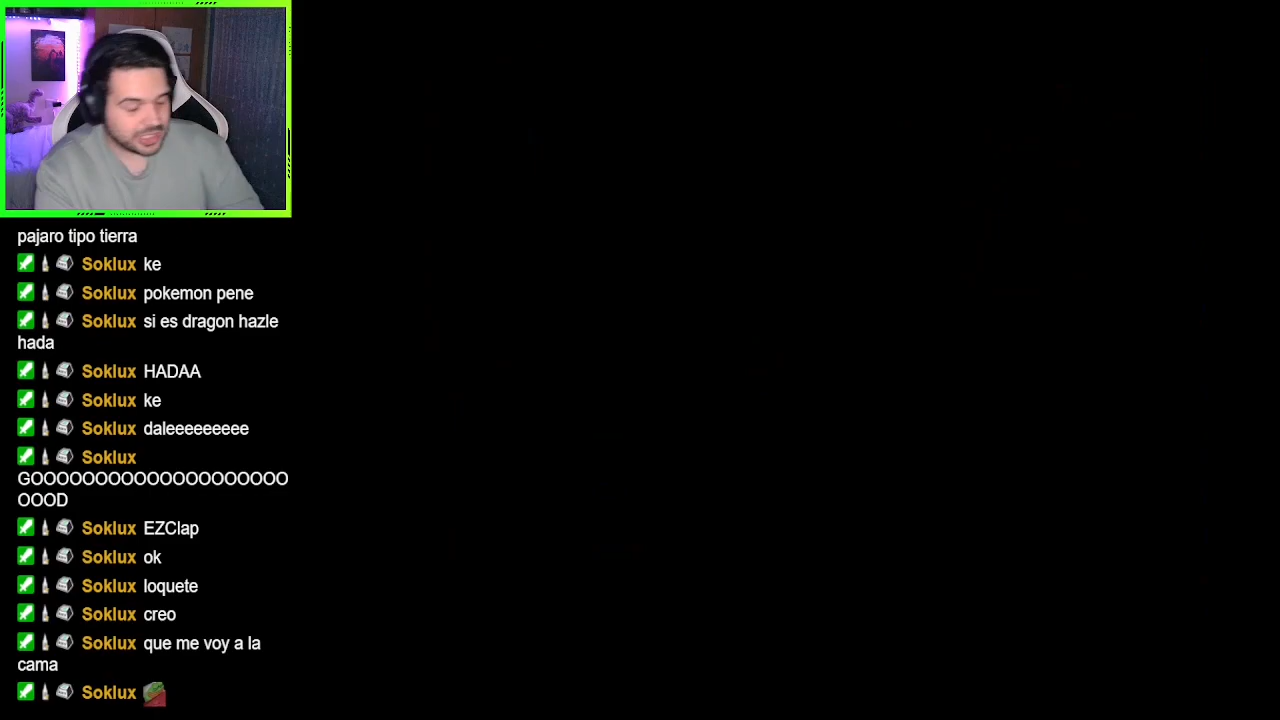 pajaro tipo tierra
Soklux ke
Soklux pokemon pene
Soklux si es dragon hazle
hada
Soklux HADAA
Soklux ke
Soklux daleeeeeeeee
Soklux
GOOOOOOOOOOOOOOOOOOOO
OOOD
Soklux EZClap
Soklux ok
Soklux loquete
Soklux creo
Soklux que me voy a la
cama
Soklux